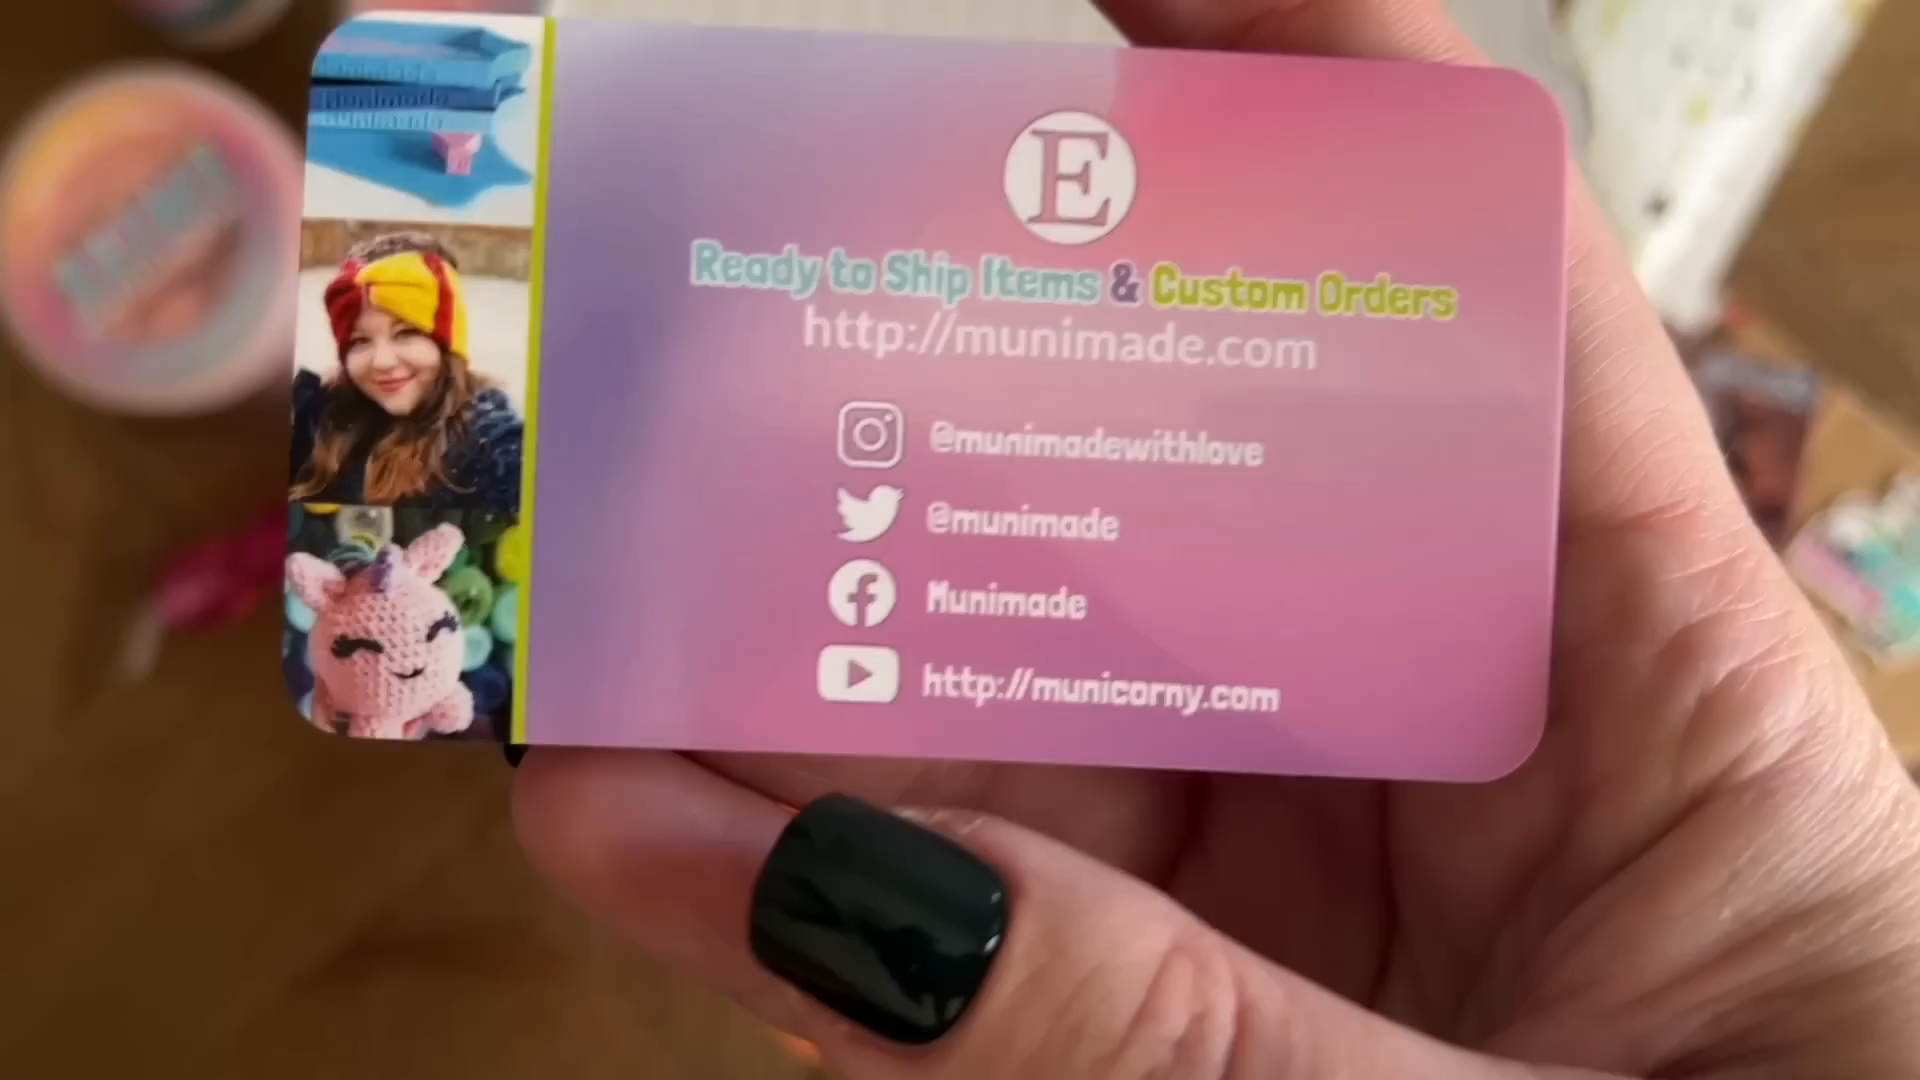 E
Ready to Ship Items & Custom Orders
http://munimade.com
@munimadewithlove
@munimade
Munimade
http://municorny.com